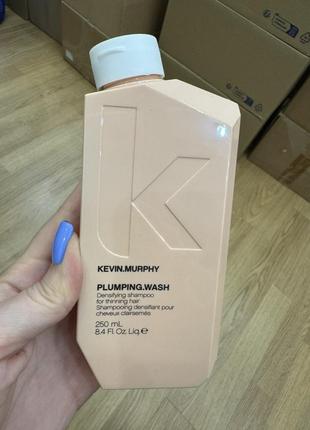 KEVIN.MURPHY
PLUMPING.WASH
Densifying shampoo
for thinning hair
Shampooing densifiant pour
cheveux clairsemés
250 mL
8.4 Fl. Oz. Liq. ℮